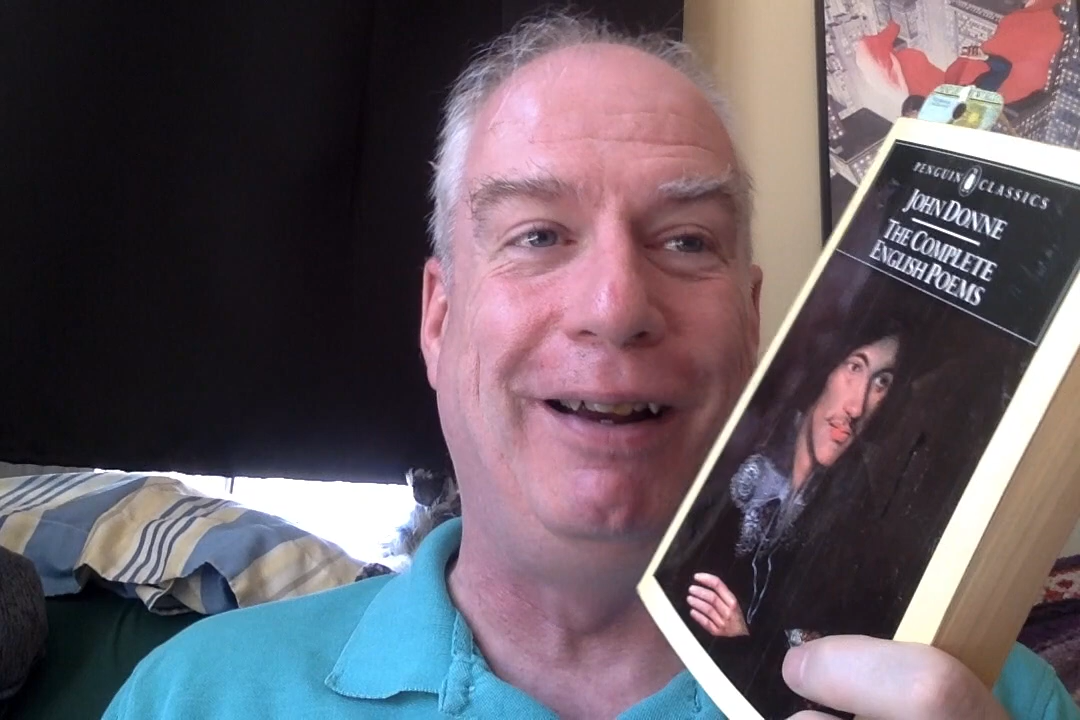 PENGUIN CLASSICS
JOHN DONNE
THE COMPLETE
ENGLISH POEMS